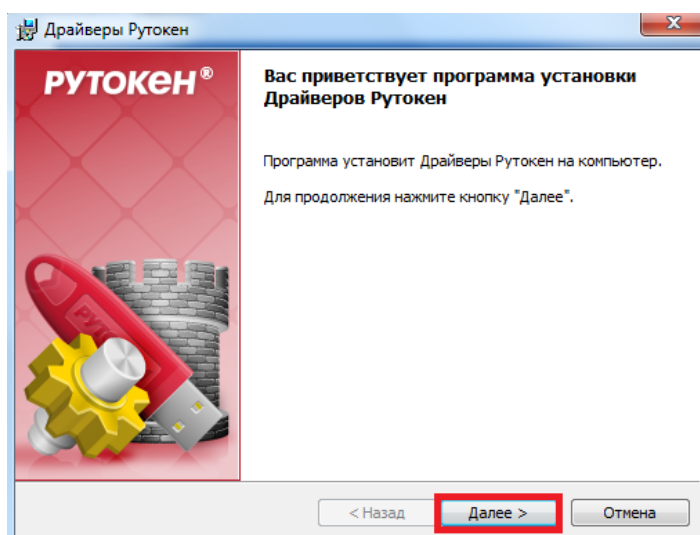 Драйверы Рутокен
РУТОКЕН®
Вас приветствует программа установки
Драйверов Рутокен
Программа установит Драйверы Рутокен на компьютер.
Для продолжения нажмите кнопку "Далее".
< Назад
Далее >
Отмена